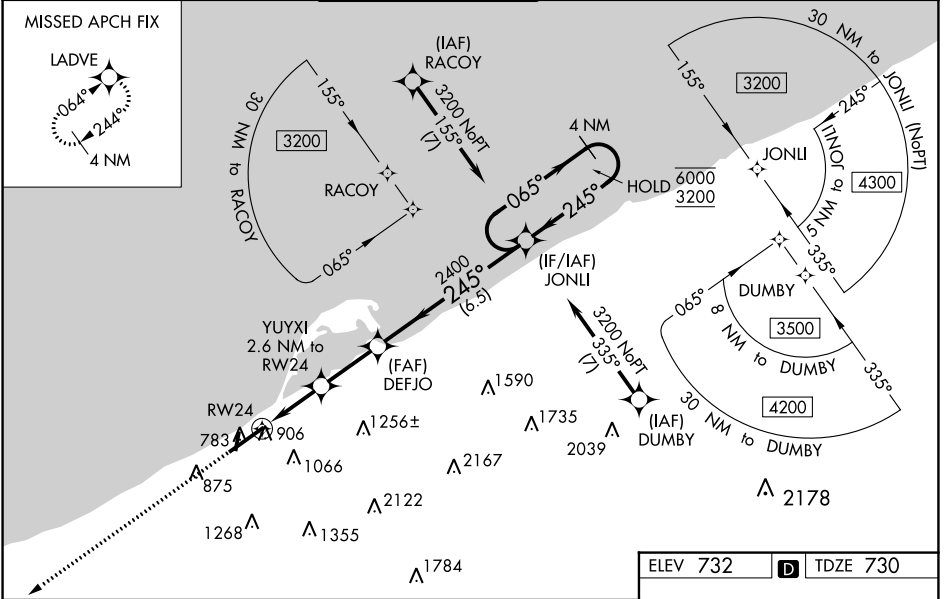 MISSED APCH FIX
LADVE
064°
244°
4 NM
30 NM to RACOY
155°
3200
RACOY
065°
(IAF)
RACOY
3200 NoPT
155°
(7)
4 NM
065°
245°
HOLD
6000
3200
(IF/IAF)
JONLI
2400
245°
(6.5)
30 NM to JONLI (NoPT)
155°
3200
245°
JONLI
5 NM to JONLI
4300
335°
065°
DUMBY
3500
8 NM to DUMBY
335°
4200
30 NM to DUMBY
3200 NoPT
335°
(7)
(IAF)
DUMBY
YUYXI
2.6 NM to
RW24
(FAF)
DEFJO
RW24
783
906
875
1066
1256±
1590
1735
2039
2167
2122
1268
1355
1784
2178
ELEV 732
D
TDZE 730